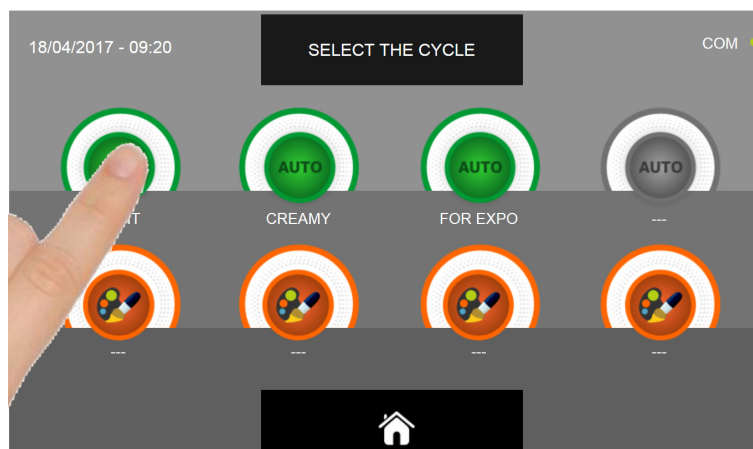 18/04/2017 - 09:20
SELECT THE CYCLE
COM
AUTO
AUTO
AUTO
CREAMY
FOR EXPO
---
---
---
---
---